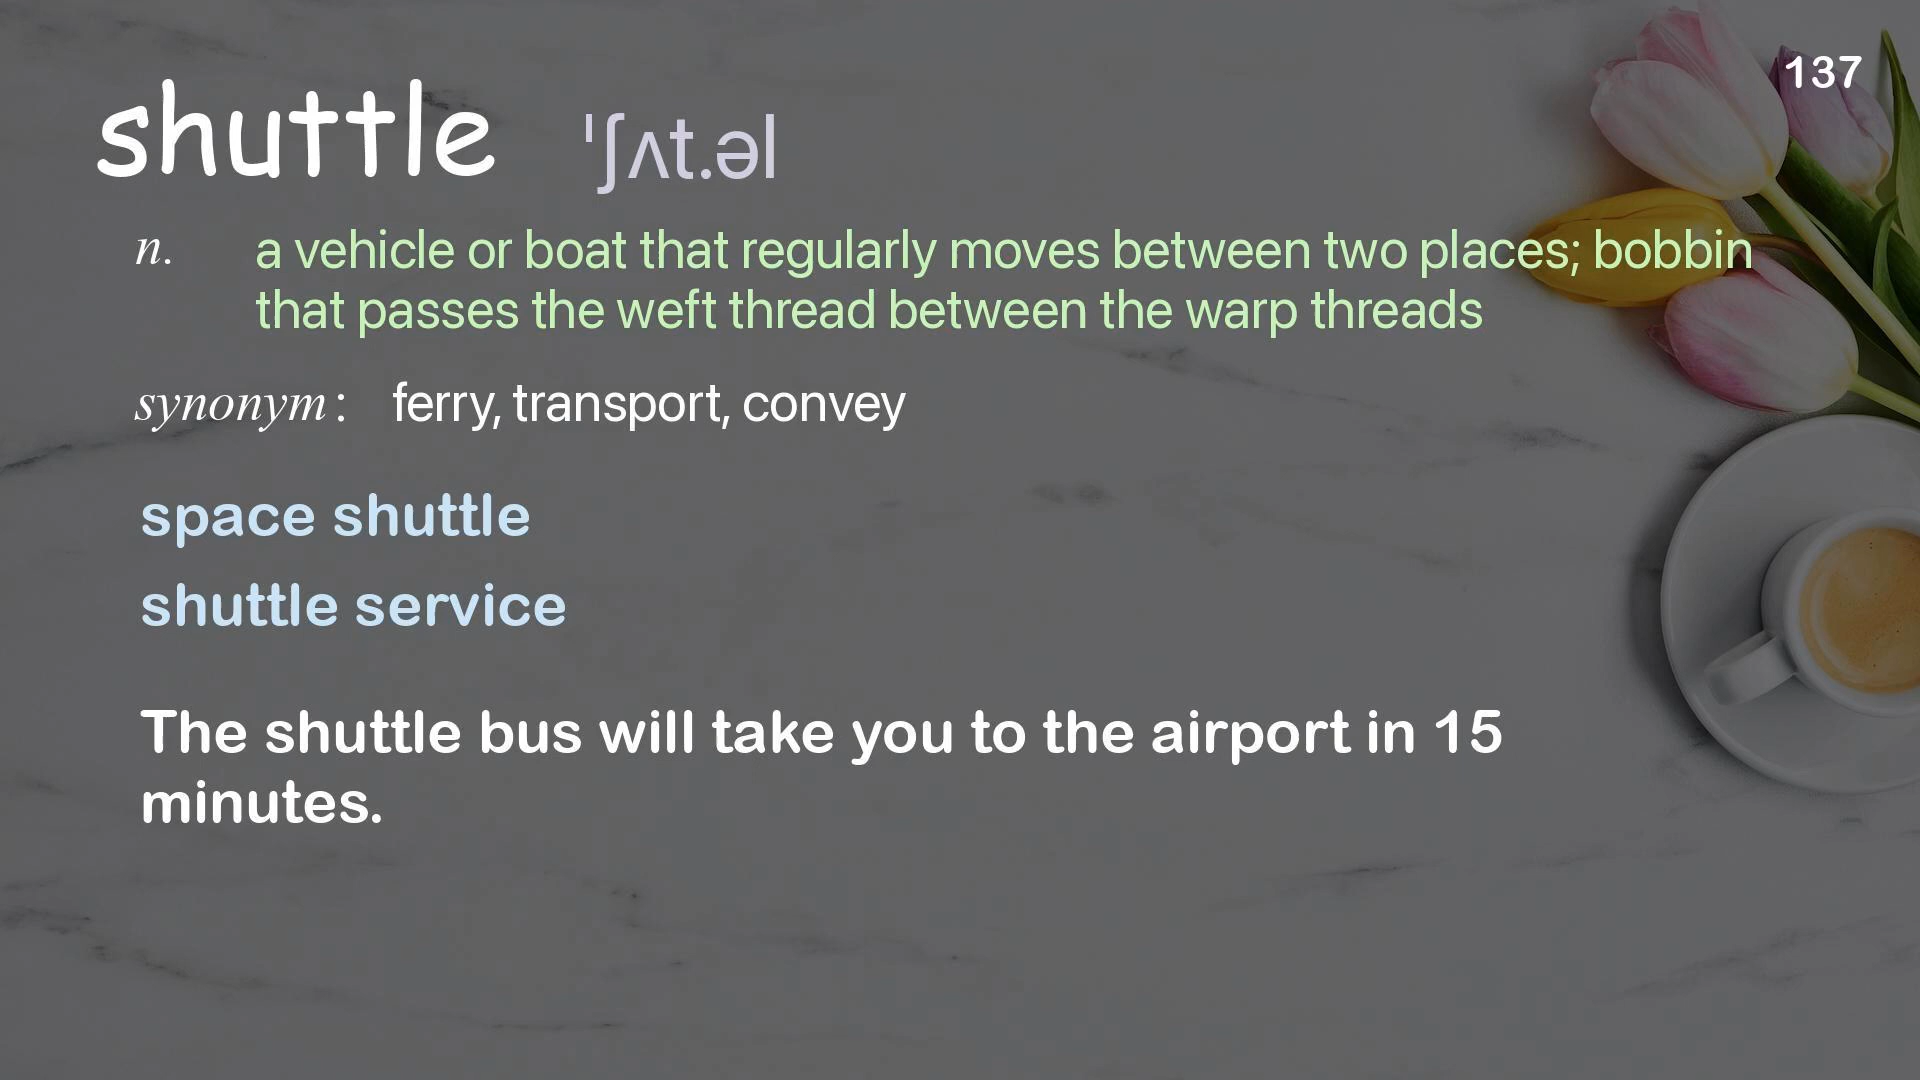 137
shuttle ˈʃʌt.əl
n. a vehicle or boat that regularly moves between two places; bobbin
that passes the weft thread between the warp threads
synonym: ferry, transport, convey
space shuttle
shuttle service
The shuttle bus will take you to the airport in 15
minutes.